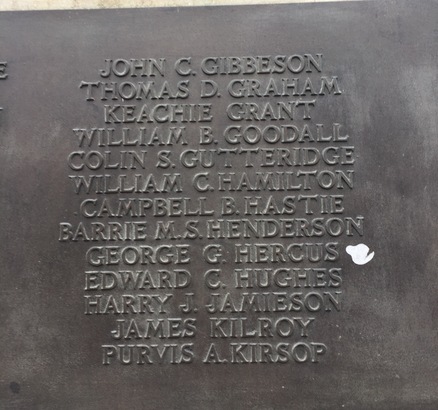 JOHN C. GIBBESON
THOMAS D. GRAHAM
KEACHIE GRANT
WILLIAM B. GOODALL
COLIN S. GUTTERIDGE
WILLIAM C. HAMILTON
CAMPBELL B. HASTIE
BARRIE M.S. HENDERSON
GEORGE G. HERCUS
EDWARD C. HUGHES
HARRY J. JAMIESON
JAMES KILROY
PURVIS A. KIRSOP